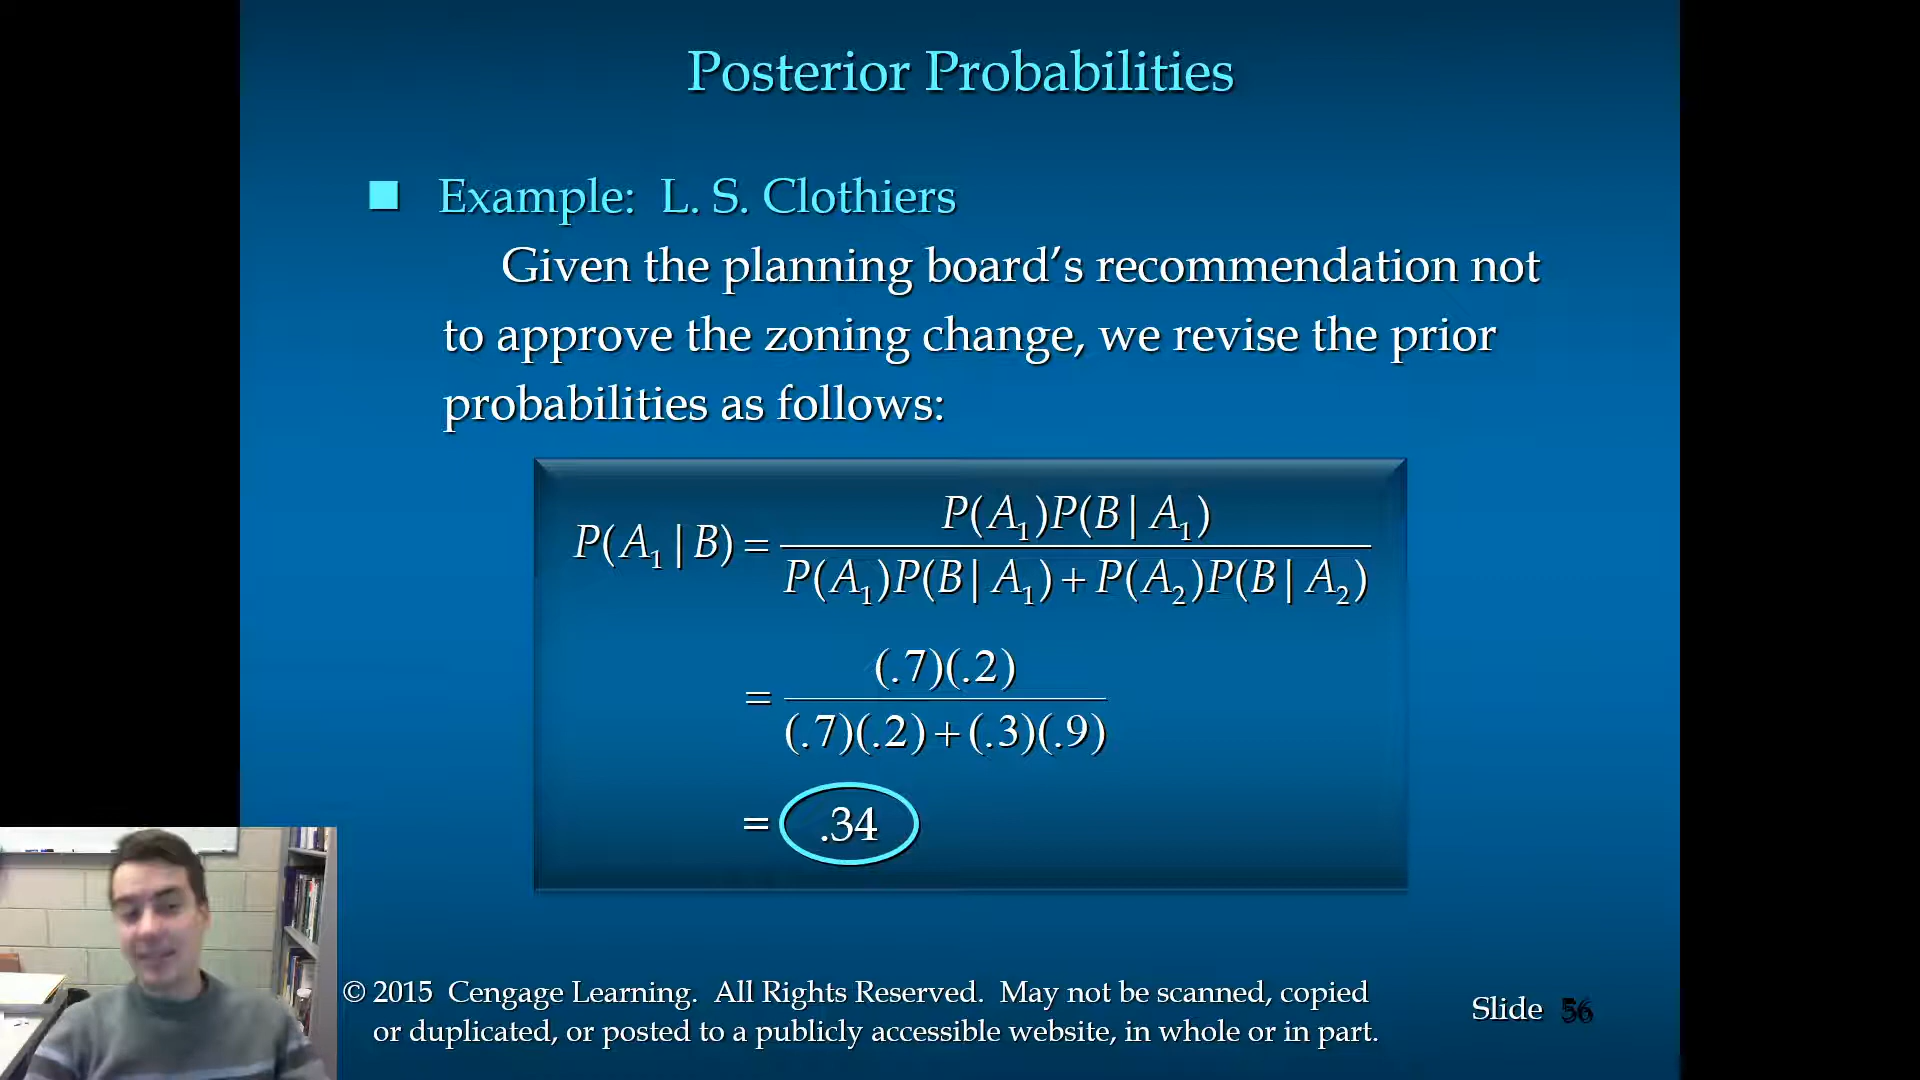 Posterior Probabilities
Example: L. S. Clothiers
Given the planning board's recommendation not
to approve the zoning change, we revise the prior
probabilities as follows:
P(A₁ | B) = P(A₁)P(B | A₁) / P(A₁)P(B | A₁) + P(A₂)P(B | A₂)
= (.7)(.2) / (.7)(.2) + (.3)(.9)
= .34
© 2015 Cengage Learning. All Rights Reserved. May not be scanned, copied
or duplicated, or posted to a publicly accessible website, in whole or in part.
Slide 56